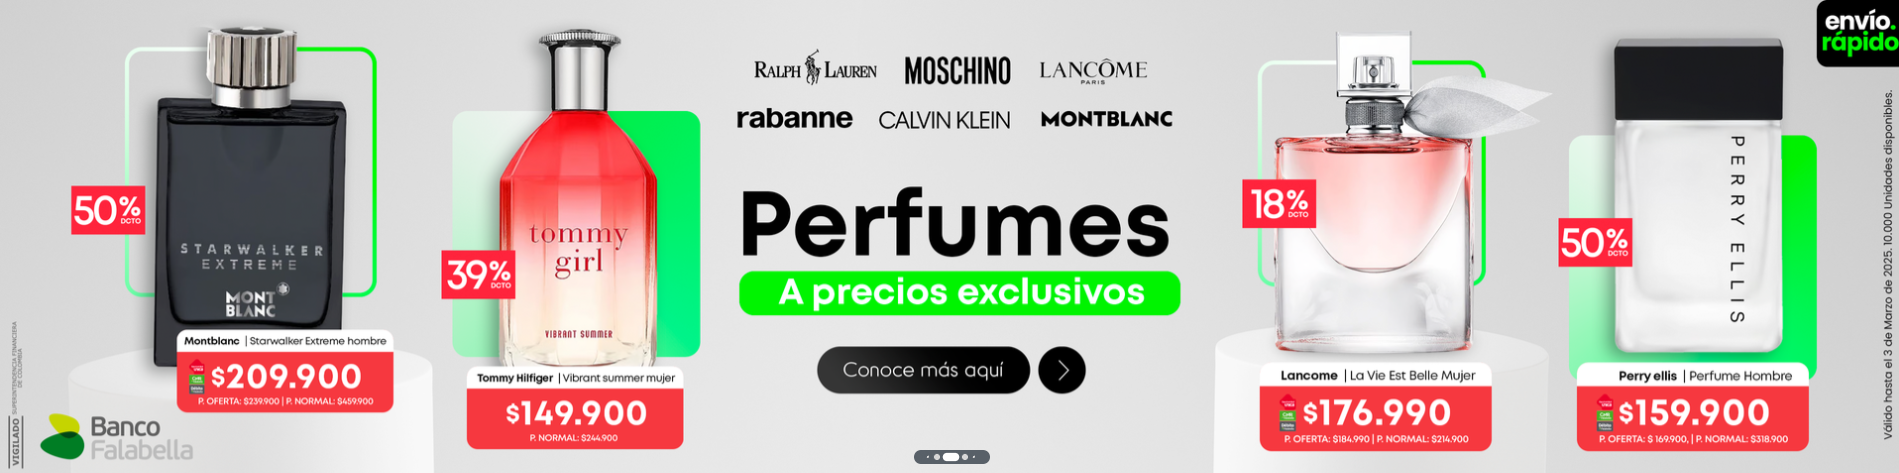 50%
DCTO
STARWALKER
EXTREME
MONT
BLANC
Montblanc | Starwalker Extreme hombre
$209.900
P. OFERTA: $239.900 | P. NORMAL: $459.900
VIGILADO
SUPERINTENDENCIA FINANCIERA
DE COLOMBIA
Banco
Falabella
39%
DCTO
tommy
girl
VIBRANT SUMMER
Tommy Hilfiger | Vibrant summer mujer
$149.900
P. NORMAL: $244.900
RALPH LAUREN MOSCHINO LANCÔME
PARIS
rabanne CALVIN KLEIN MONTBLANC
Perfumes
A precios exclusivos
Conoce más aquí
18%
DCTO
Lancome | La Vie Est Belle Mujer
$176.990
P. OFERTA: $184.990 | P. NORMAL: $214.900
50%
DCTO
PERRY ELLIS
Perry ellis | Perfume Hombre
$159.900
P. OFERTA: $ 169.900, | P. NORMAL: $318.900
envío.
rápido
Válido hasta el 3 de Marzo de 2025. 10.000 Unidades disponibles.